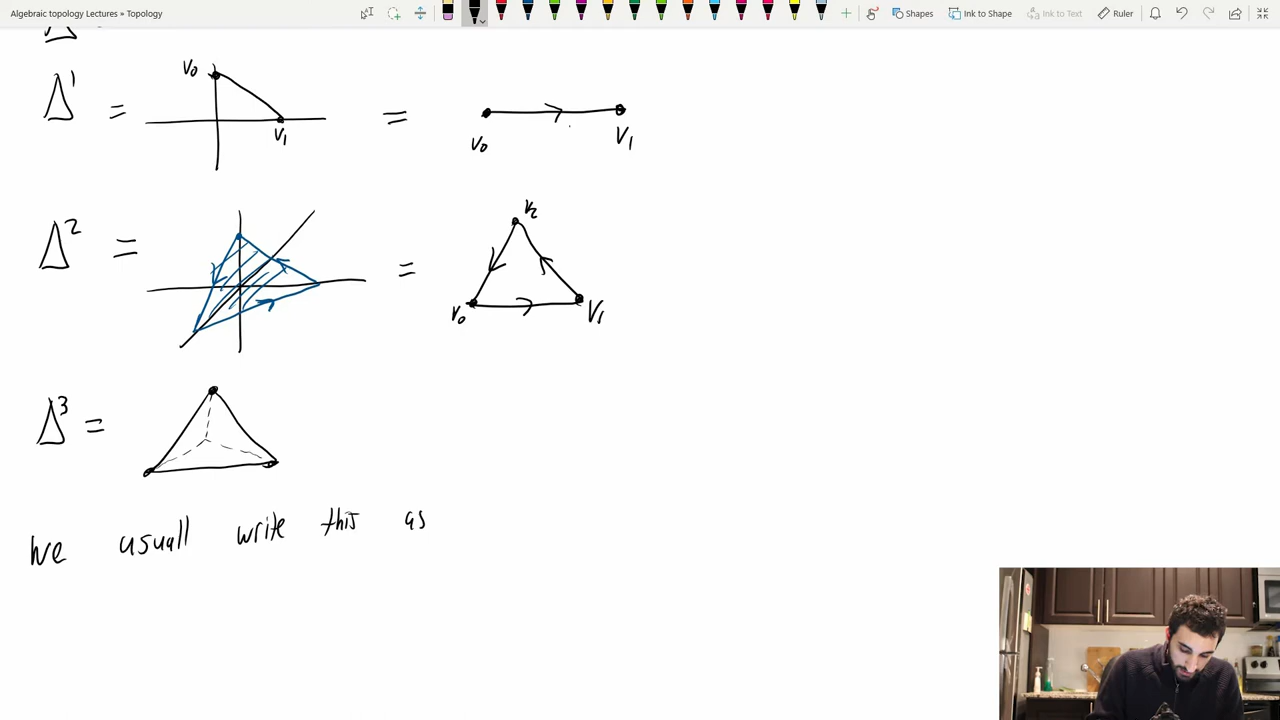 Algebraic topology Lectures » Topology
Shapes Ink to Shape Ink to Text Ruler
Δ¹ = v₀ v₁ = v₀ v₁
Δ² = = v₂ v₀ v₁
Δ³ =
We usuall write this as